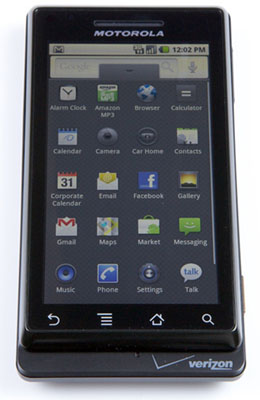 MOTOROLA
12:02 PM
Google
Alarm Clock Amazon MP3 Browser Calculator
Calendar Camera Car Home Contacts
31
Corporate Calendar Email Facebook Gallery
Gmail Maps Market Messaging
talk
Music Phone Settings Talk
verizon